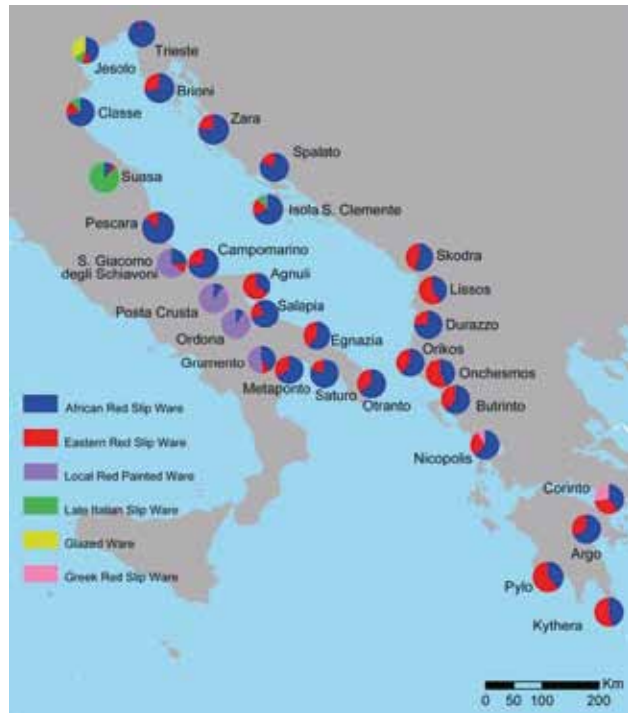 Trieste
Jesolo
Brioni
Classe
Zara
Spalato
Suasa
Isola S. Clemente
Pescara
Campomarino
S. Giacomo
degli Schiavoni
Skodra
Agnuli
Lissos
Posta Crusta
Salapia
Durazzo
Ordona
Egnazia
Orikos
Grumento
Onchesmos
Metaponto
Saturo
Otranto
Butrinto
African Red Slip Ware
Eastern Red Slip Ware
Nicopolis
Local Red Painted Ware
Corinto
Late Italian Slip Ware
Argo
Glazed Ware
Pylo
Greek Red Slip Ware
Kythera
Km
0 50 100 200